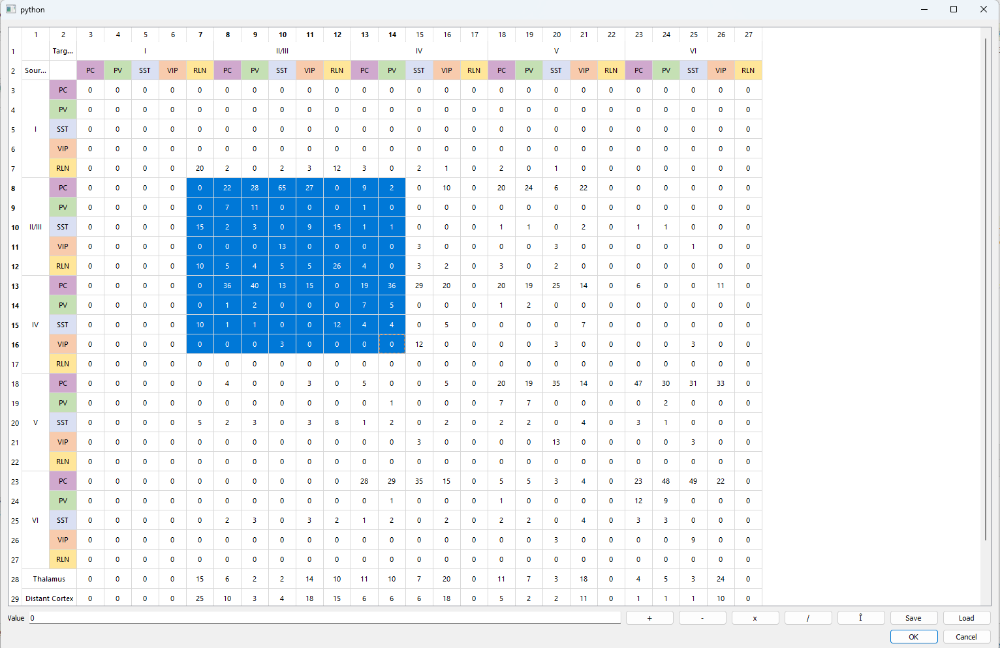 python
1 2 3 4 5 6 7 8 9 10 11 12 13 14 15 16 17 18 19 20 21 22 23 24 25 26 27
1 Targ... I II/III IV V VI
2 Sour... PC PV SST VIP RLN PC PV SST VIP RLN PC PV SST VIP RLN PC PV SST VIP RLN PC PV SST VIP RLN
3 PC 0 0 0 0 0 0 0 0 0 0 0 0 0 0 0 0 0 0 0 0 0 0 0 0 0
4 PV 0 0 0 0 0 0 0 0 0 0 0 0 0 0 0 0 0 0 0 0 0 0 0 0 0
5 I SST 0 0 0 0 0 0 0 0 0 0 0 0 0 0 0 0 0 0 0 0 0 0 0 0 0
6 VIP 0 0 0 0 0 0 0 0 0 0 0 0 0 0 0 0 0 0 0 0 0 0 0 0 0
7 RLN 0 0 0 0 20 2 0 2 3 12 3 0 2 1 0 2 0 1 0 0 0 0 0 0 0
8 PC 0 0 0 0 0 22 28 65 27 0 9 2 0 10 0 20 24 6 22 0 0 0 0 0 0
9 PV 0 0 0 0 0 7 11 0 0 0 1 0 0 0 0 0 0 0 0 0 0 0 0 0 0
10 II/III SST 0 0 0 0 15 2 3 0 9 15 1 1 0 0 0 1 1 0 2 0 1 1 0 0 0
11 VIP 0 0 0 0 0 0 0 13 0 0 0 0 3 0 0 0 0 3 0 0 0 0 1 0 0
12 RLN 0 0 0 0 10 5 4 5 5 26 4 0 3 2 0 3 0 2 0 0 0 0 0 0 0
13 PC 0 0 0 0 0 36 40 13 15 0 19 36 29 20 0 20 19 25 14 0 6 0 0 11 0
14 PV 0 0 0 0 0 1 2 0 0 0 7 5 0 0 0 1 2 0 0 0 0 0 0 0 0
15 IV SST 0 0 0 0 10 1 1 0 0 12 4 4 0 5 0 0 0 0 7 0 0 0 0 0 0
16 VIP 0 0 0 0 0 0 0 3 0 0 0 0 12 0 0 0 0 3 0 0 0 0 3 0 0
17 RLN 0 0 0 0 0 0 0 0 0 0 0 0 0 0 0 0 0 0 0 0 0 0 0 0 0
18 PC 0 0 0 0 0 4 0 0 3 0 5 0 0 5 0 20 19 35 14 0 47 30 31 33 0
19 PV 0 0 0 0 0 0 0 0 0 0 0 1 0 0 0 7 7 0 0 0 0 2 0 0 0
20 V SST 0 0 0 0 5 2 3 0 3 8 1 2 0 2 0 2 2 0 4 0 3 1 0 0 0
21 VIP 0 0 0 0 0 0 0 0 0 0 0 0 3 0 0 0 0 13 0 0 0 0 3 0 0
22 RLN 0 0 0 0 0 0 0 0 0 0 0 0 0 0 0 0 0 0 0 0 0 0 0 0 0
23 PC 0 0 0 0 0 0 0 0 0 0 28 29 35 15 0 5 5 3 4 0 23 48 49 22 0
24 PV 0 0 0 0 0 0 0 0 0 0 0 1 0 0 0 1 0 0 0 0 12 9 0 0 0
25 VI SST 0 0 0 0 0 2 3 0 3 2 1 2 0 2 0 2 2 0 4 0 3 3 0 0 0
26 VIP 0 0 0 0 0 0 0 0 0 0 0 0 0 0 0 0 0 3 0 0 0 0 9 0 0
27 RLN 0 0 0 0 0 0 0 0 0 0 0 0 0 0 0 0 0 0 0 0 0 0 0 0 0
28 Thalamus 0 0 0 0 15 6 2 2 14 10 11 10 7 20 0 11 7 3 18 0 4 5 3 24 0
29 Distant Cortex 0 0 0 0 25 10 3 4 18 15 6 6 6 18 0 5 2 2 11 0 1 1 1 10 0
Value 0 + - x / Î Save Load
OK Cancel